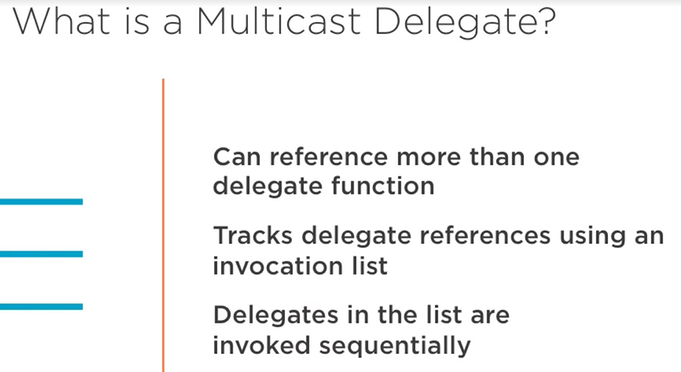 What is a Multicast Delegate?
Can reference more than one
delegate function
Tracks delegate references using an
invocation list
Delegates in the list are
invoked sequentially